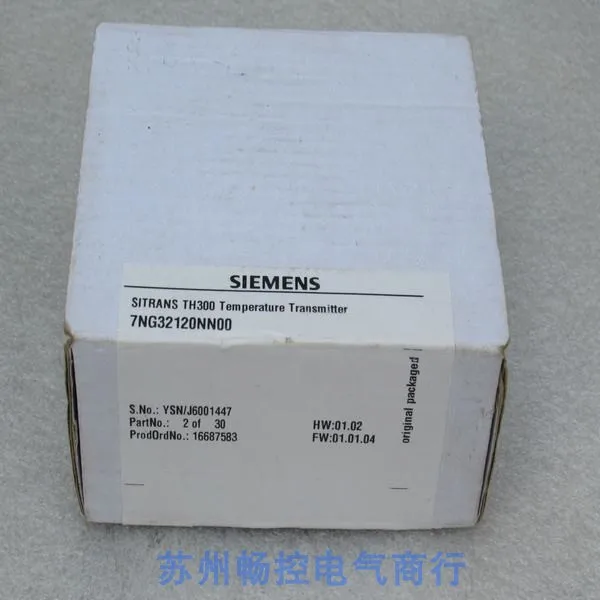 SIEMENS
SITRANS TH300 Temperature Transmitter
7NG32120NN00
S.No.: YSN/J6001447
PartNo.: 2 of 30
ProdOrdNo.: 16687583
HW:01.02
FW:01.01.04
original packaged
苏州畅控电气商行